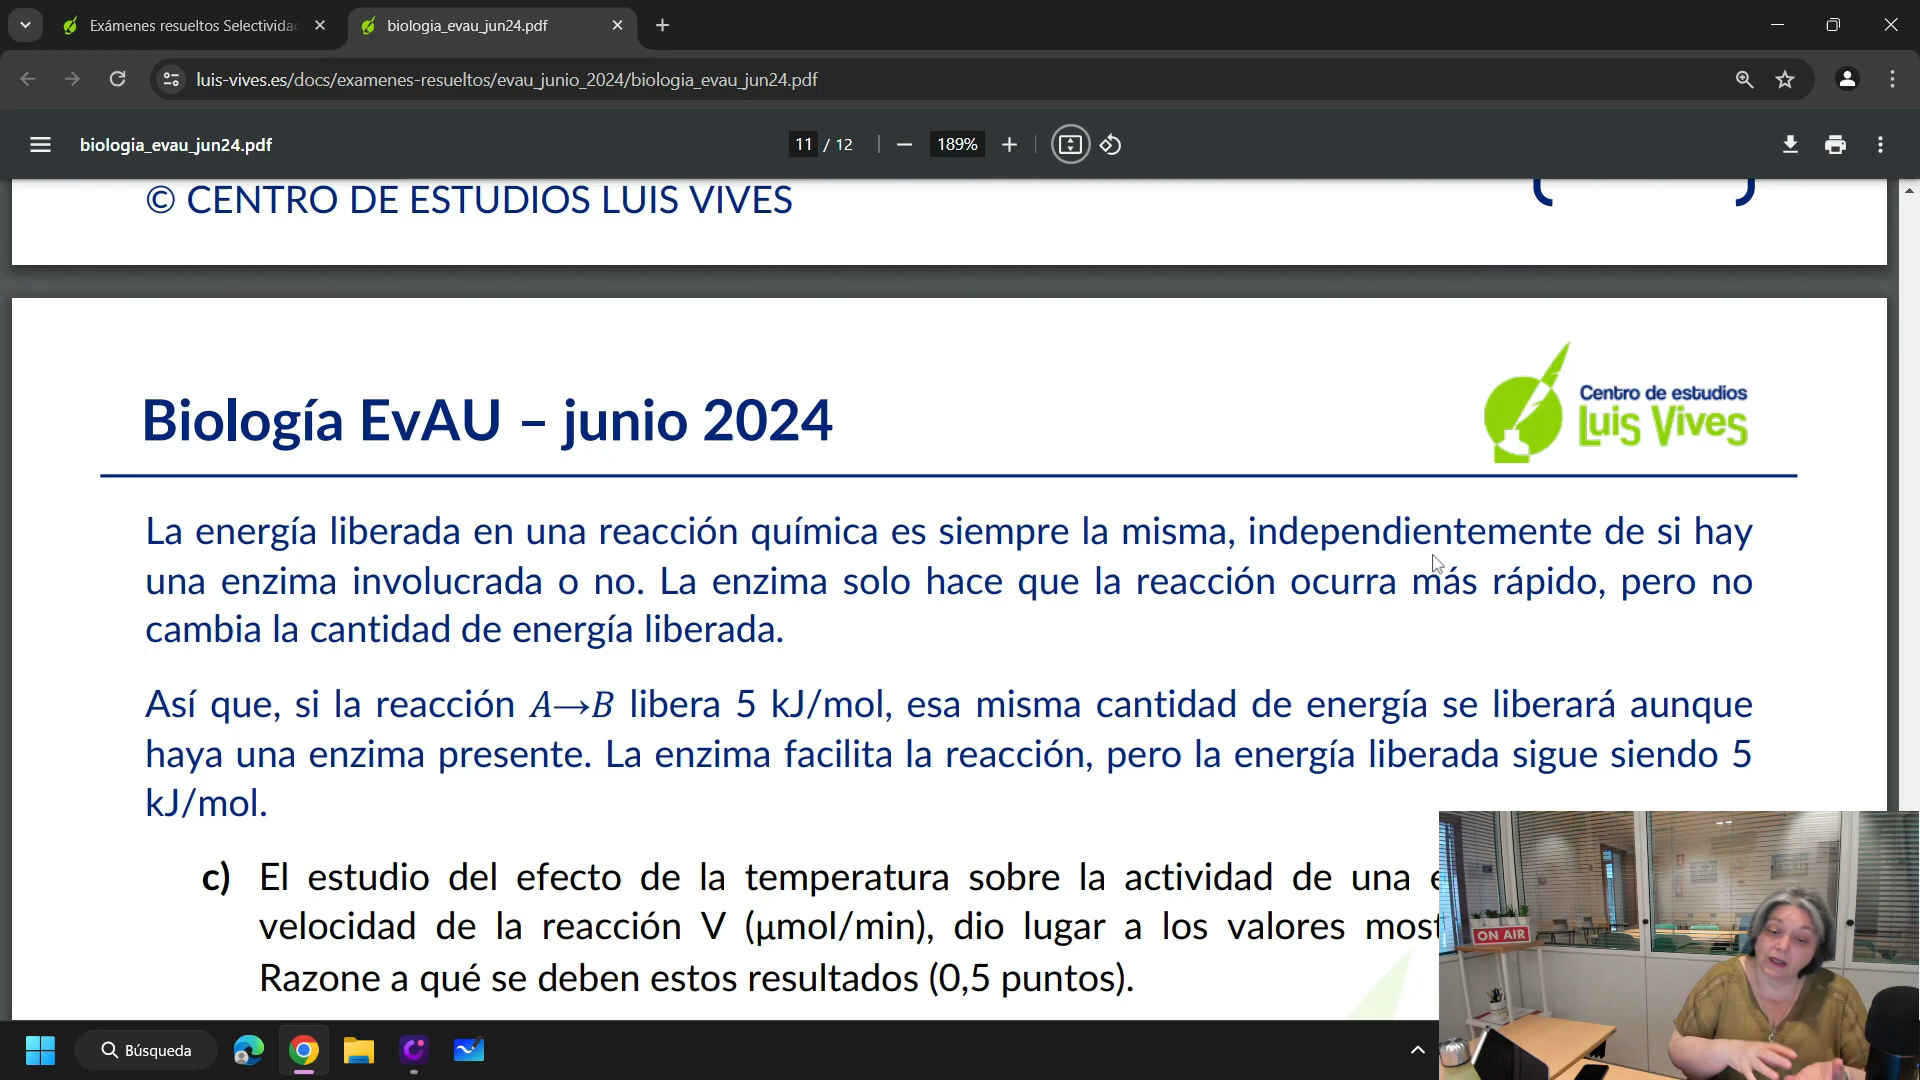 Exámenes resueltos Selectivida
biologia_evau_jun24.pdf
luis-vives.es/docs/examenes-resueltos/evau_junio_2024/biologia_evau_jun24.pdf
biologia_evau_jun24.pdf
11 / 12
189%
© CENTRO DE ESTUDIOS LUIS VIVES
Biología EvAU – junio 2024
Centro de estudios
Luis Vives
La energía liberada en una reacción química es siempre la misma, independientemente de si hay
una enzima involucrada o no. La enzima solo hace que la reacción ocurra más rápido, pero no
cambia la cantidad de energía liberada.
Así que, si la reacción A→B libera 5 kJ/mol, esa misma cantidad de energía se liberará aunque
haya una enzima presente. La enzima facilita la reacción, pero la energía liberada sigue siendo 5
kJ/mol.
c) El estudio del efecto de la temperatura sobre la actividad de una
velocidad de la reacción V (μmol/min), dio lugar a los valores most
Razone a qué se deben estos resultados (0,5 puntos).
ON AIR
Búsqueda